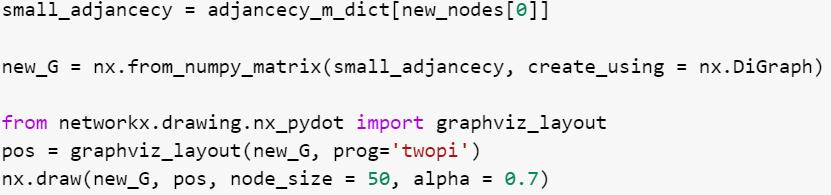 small_adjancecy = adjancecy_m_dict[new_nodes[0]]
new_G = nx.from_numpy_matrix(small_adjancecy, create_using = nx.DiGraph)
from networkx.drawing.nx_pydot import graphviz_layout
pos = graphviz_layout(new_G, prog='twopi')
nx.draw(new_G, pos, node_size = 50, alpha = 0.7)